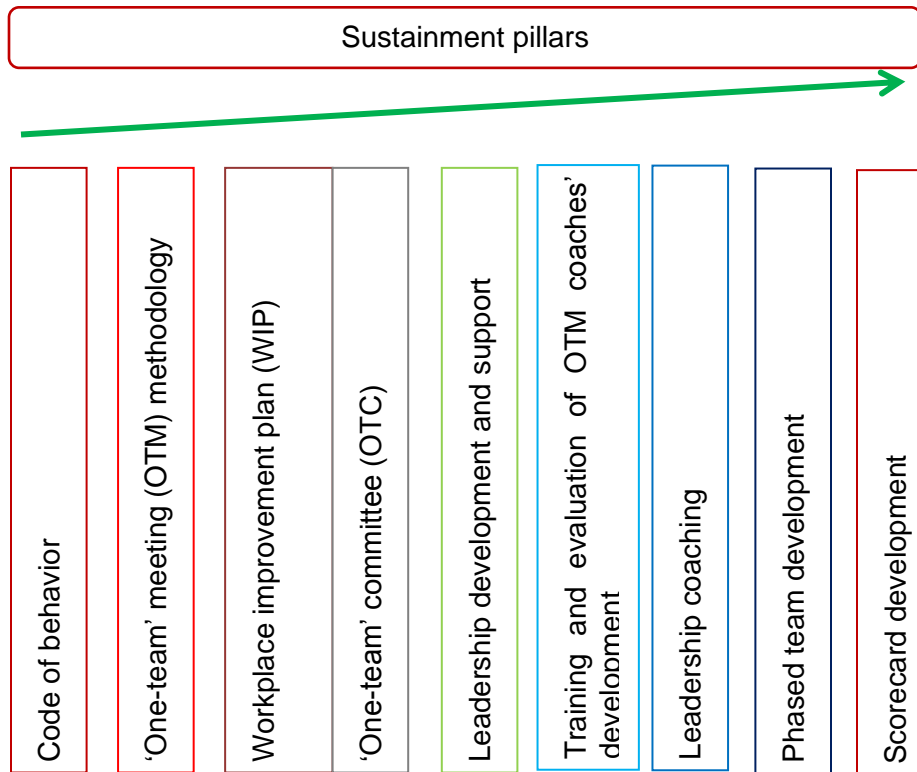 Sustainment pillars
Code of behavior
‘One-team’ meeting (OTM) methodology
Workplace improvement plan (WIP)
‘One-team’ committee (OTC)
Leadership development and support
Training and evaluation of OTM coaches’
development
Leadership coaching
Phased team development
Scorecard development